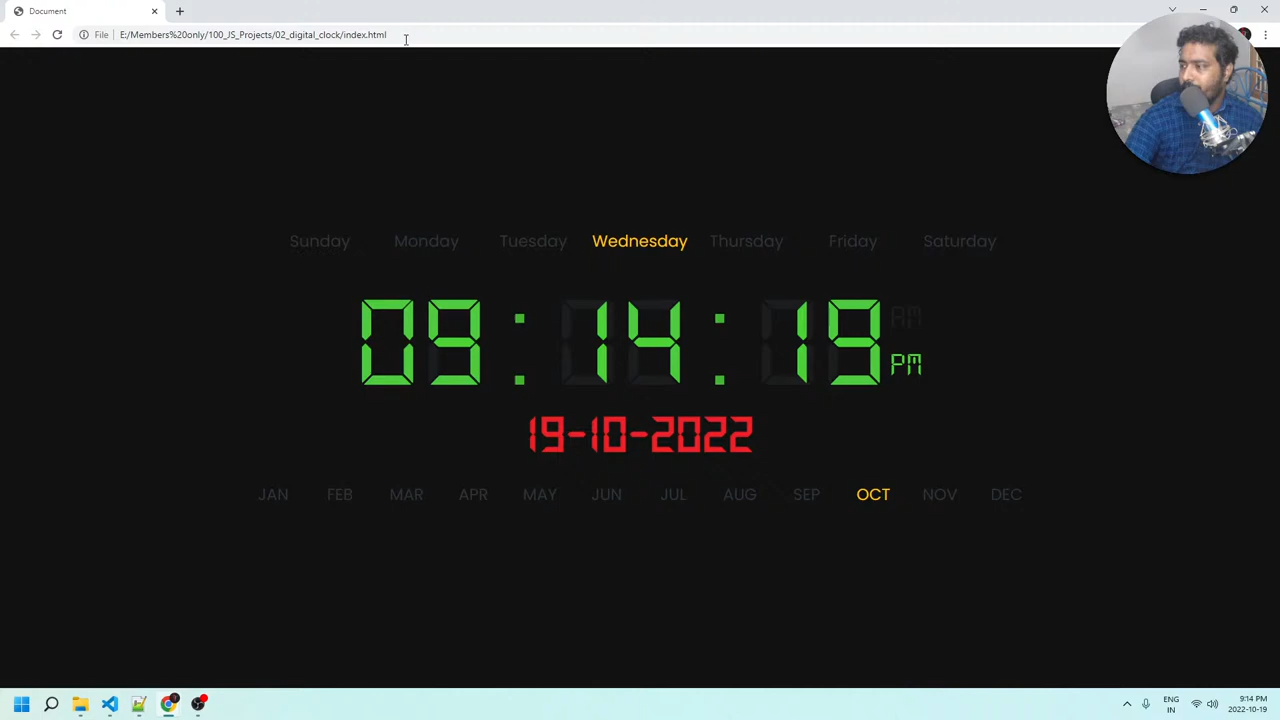 Document
File E:/Members%20only/100_JS_Projects/02_digital_clock/index.html
Sunday Monday Tuesday Wednesday Thursday Friday Saturday
AM
09:14:19
PM
19-10-2022
JAN FEB MAR APR MAY JUN JUL AUG SEP OCT NOV DEC
ENG
IN
9:14 PM
2022-10-19